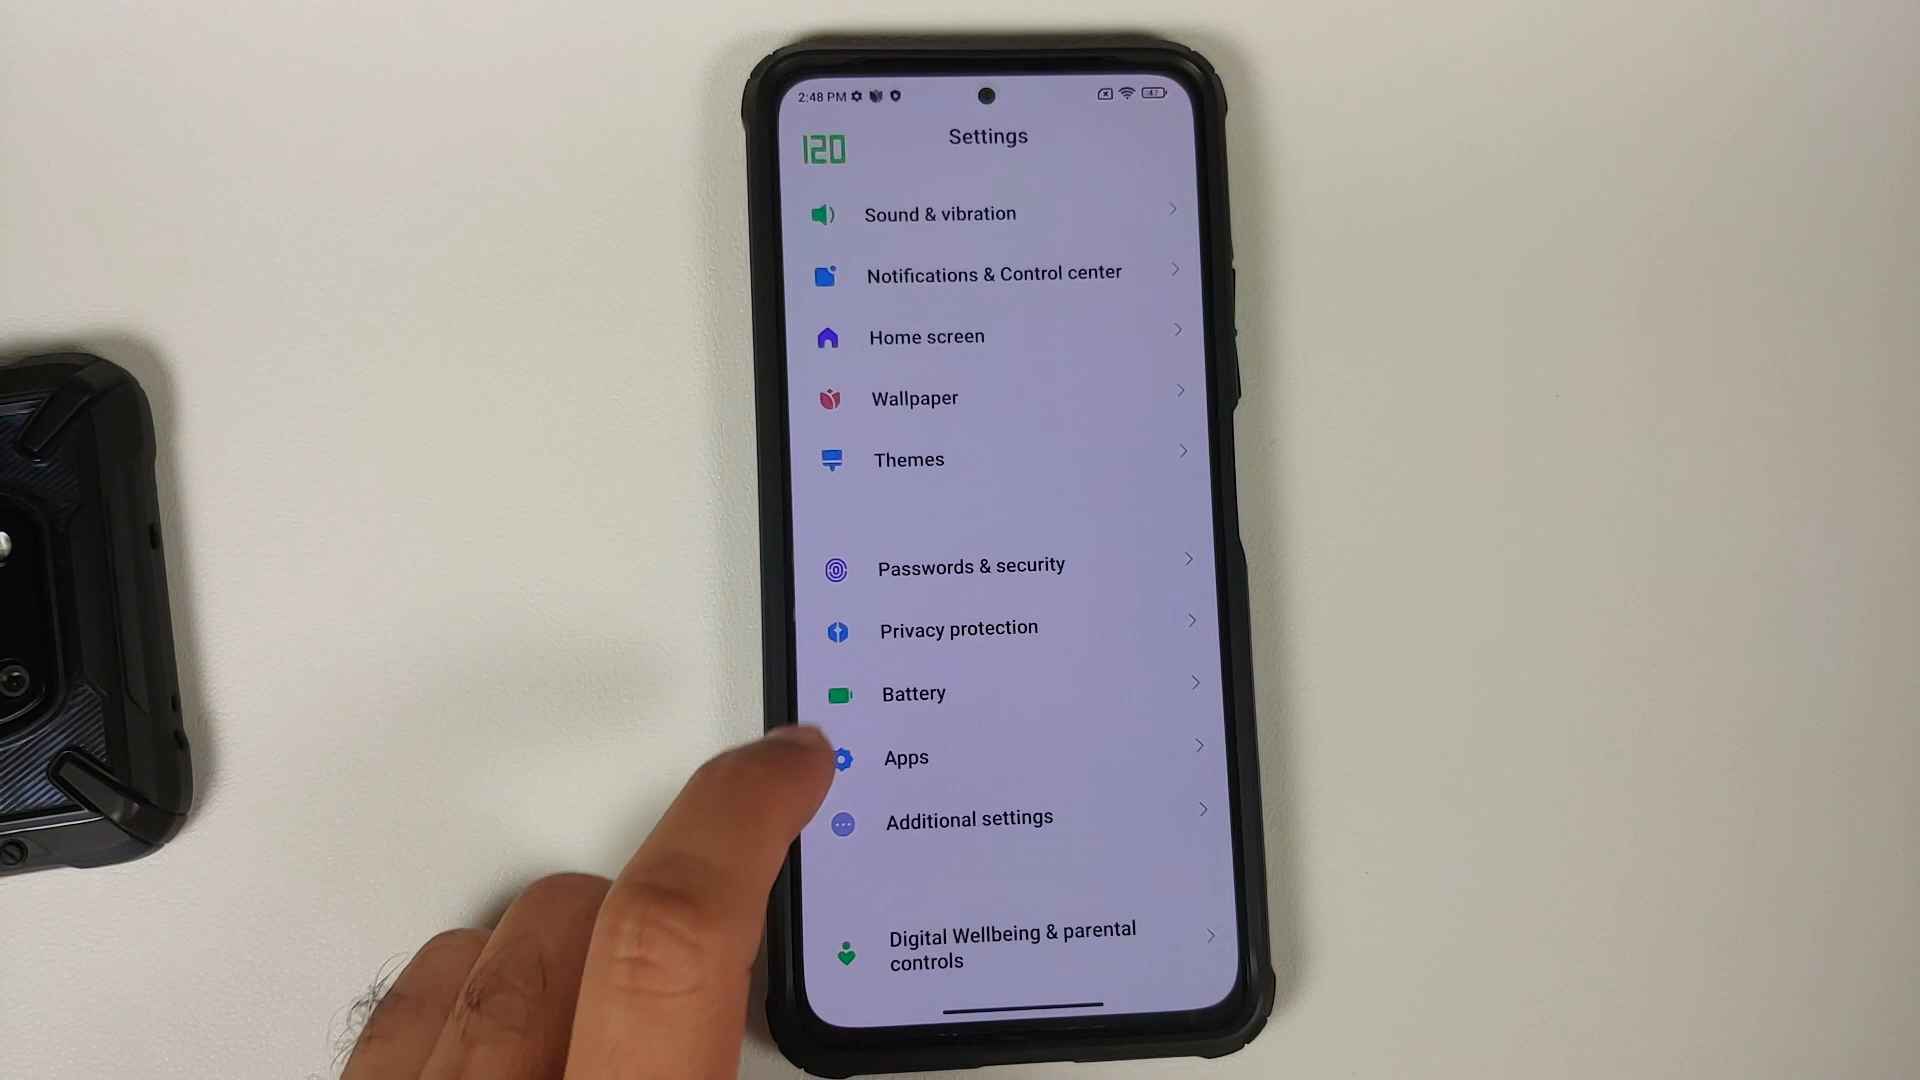 2:48 PM
47
120
Settings
Sound & vibration
Notifications & Control center
Home screen
Wallpaper
Themes
Passwords & security
Privacy protection
Battery
Apps
Additional settings
Digital Wellbeing & parental
controls